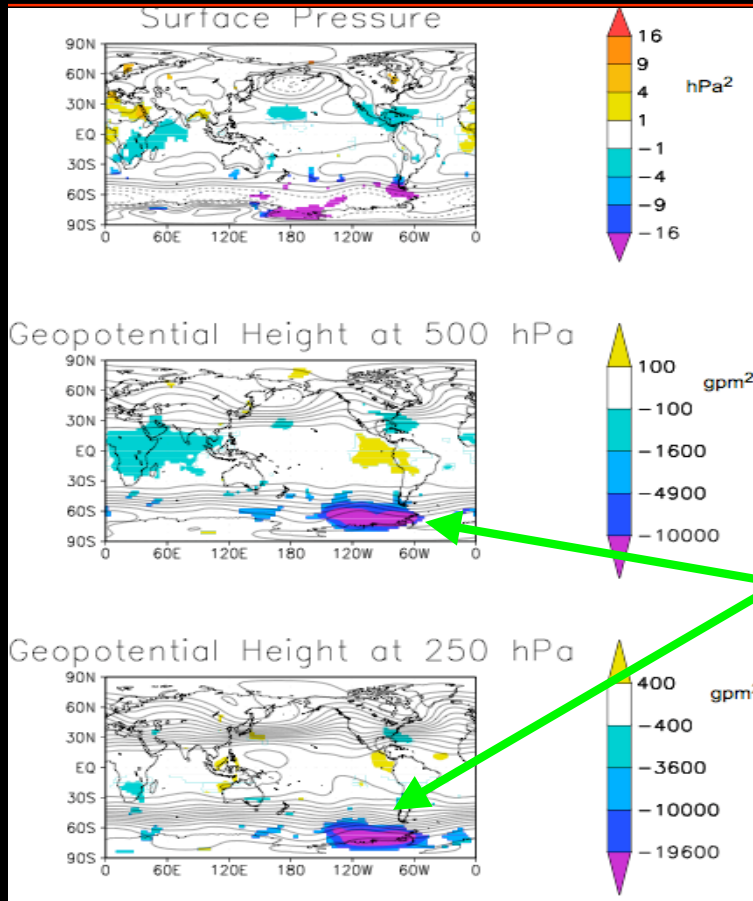 Surface Pressure
90N
60N
30N
EQ
30S
60S
90S
0 60E 120E 180 120W 60W 0
16
9
4
1
-1
-4
-9
-16
hPa2
Geopotential Height at 500 hPa
90N
60N
30N
EQ
30S
60S
90S
0 60E 120E 180 120W 60W 0
100
-100
-1600
-4900
-10000
gpm2
Geopotential Height at 250 hPa
90N
60N
30N
EQ
30S
60S
90S
0 60E 120E 180 120W 60W 0
400
-400
-3600
-10000
-19600
gpm